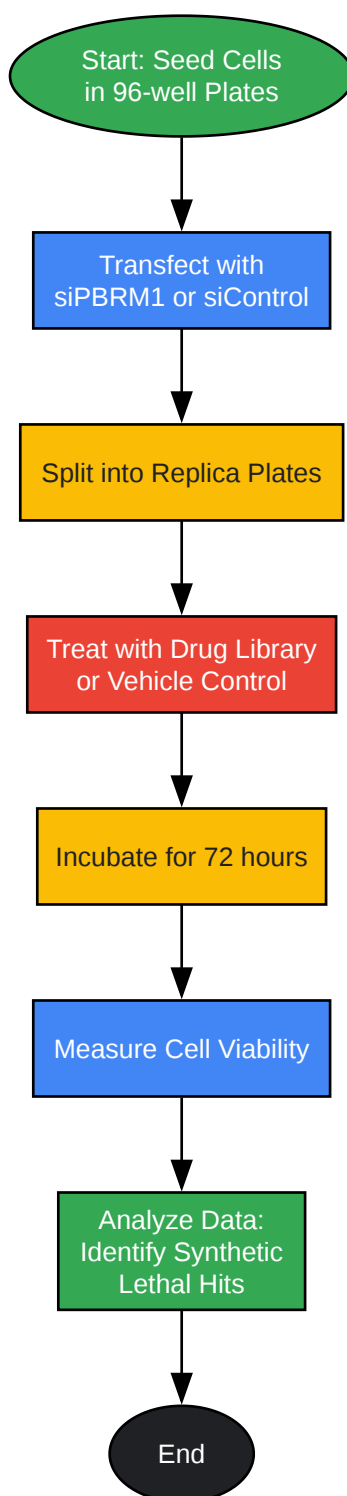 Start: Seed Cells
in 96-well Plates
Transfect with
siPBRM1 or siControl
Split into Replica Plates
Treat with Drug Library
or Vehicle Control
Incubate for 72 hours
Measure Cell Viability
Analyze Data:
Identify Synthetic
Lethal Hits
End